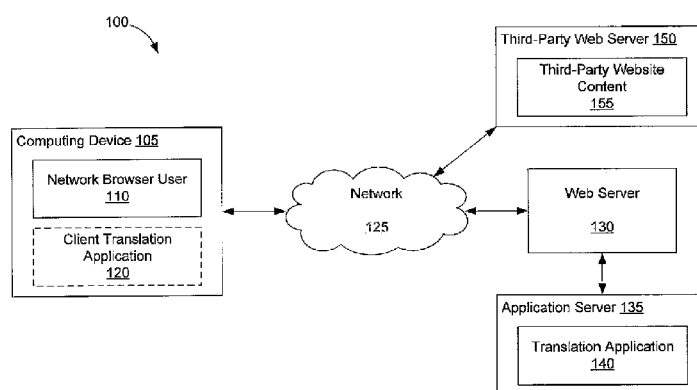 100
Third-Party Web Server 150
Third-Party Website
Content
155
Computing Device 105
Network Browser User
110
Client Translation
Application
120
Network
125
Web Server
130
Application Server 135
Translation Application
140